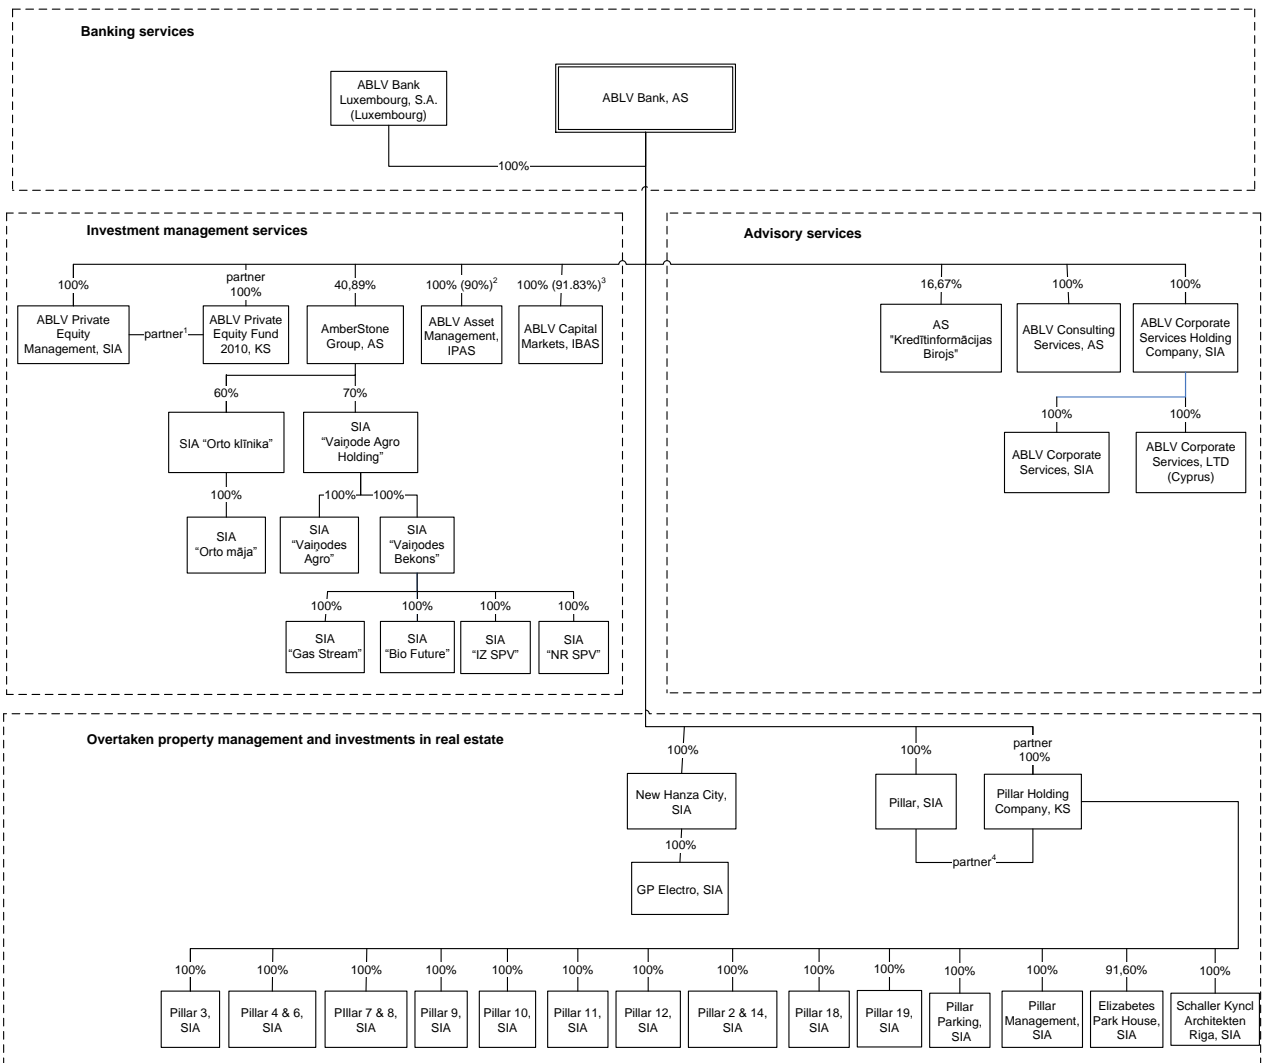 Banking services
ABLV Bank
Luxembourg, S.A.
(Luxembourg)
ABLV Bank, AS
100%
Investment management services
100%
partner
100%
40,89%
100% (90%)²
100% (91.83%)³
ABLV Private
Equity
Management, SIA
partner¹
ABLV Private
Equity Fund
2010, KS
AmberStone
Group, AS
ABLV Asset
Management,
IPAS
ABLV Capital
Markets, IBAS
60%
70%
SIA “Orto klīnika”
SIA
“Vaiņode Agro
Holding”
100%
100%
100%
SIA
“Orto māja”
SIA
“Vaiņodes
Agro”
SIA
“Vaiņodes
Bekons”
100%
100%
100%
100%
SIA
“Gas Stream”
SIA
“Bio Future”
SIA
“IZ SPV”
SIA
“NR SPV”
Advisory services
16,67%
100%
100%
AS
"Kredītinformācijas
Birojs"
ABLV Consulting
Services, AS
ABLV Corporate
Services Holding
Company, SIA
100%
100%
ABLV Corporate
Services, SIA
ABLV Corporate
Services, LTD
(Cyprus)
Overtaken property management and investments in real estate
100%
100%
partner
100%
New Hanza City,
SIA
Pillar, SIA
Pillar Holding
Company, KS
100%
partner⁴
GP Electro, SIA
100%
100%
100%
100%
100%
100%
100%
100%
100%
100%
100%
100%
91,60%
100%
Pillar 3,
SIA
Pillar 4 & 6,
SIA
PIllar 7 & 8,
SIA
Pillar 9,
SIA
Pillar 10,
SIA
Pillar 11,
SIA
Pillar 12,
SIA
Pillar 2 & 14,
SIA
Pillar 18,
SIA
Pillar 19,
SIA
Pillar
Parking,
SIA
Pillar
Management,
SIA
Elizabetes
Park House,
SIA
Schaller Kyncl
Architekten
Riga, SIA